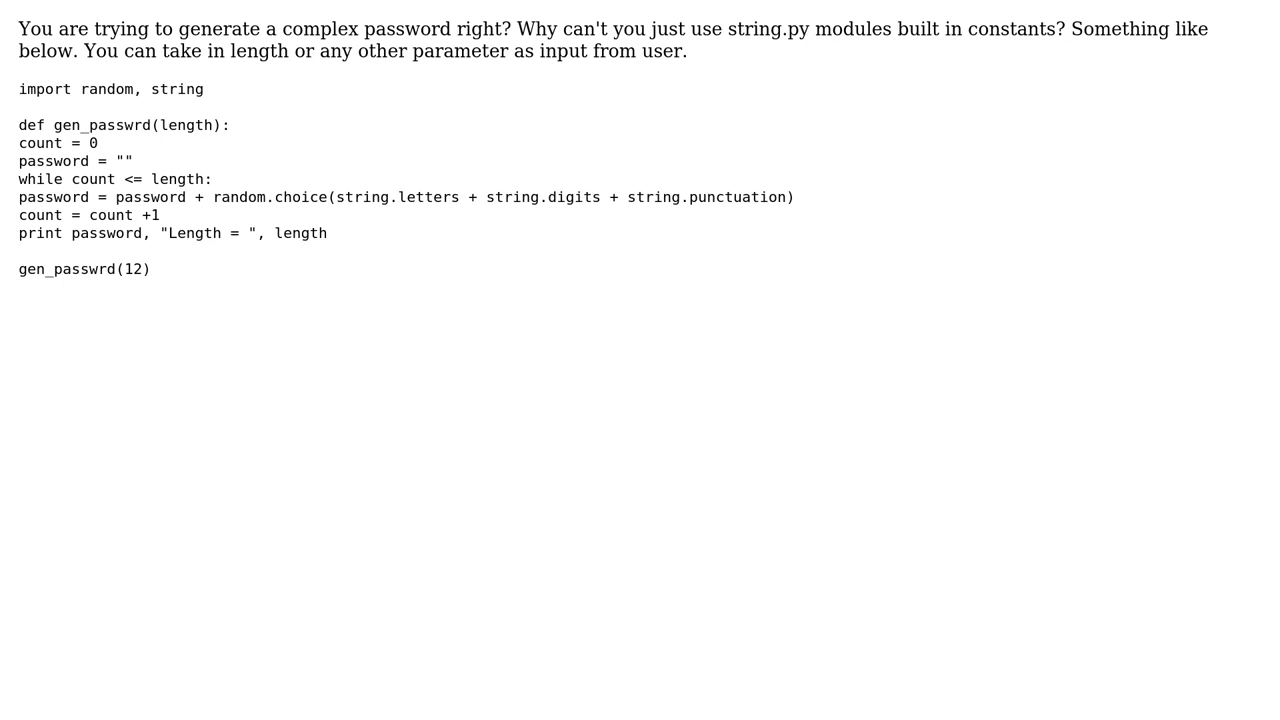 You are trying to generate a complex password right? Why can't you just use string.py modules built in constants? Something like
below. You can take in length or any other parameter as input from user.
import random, string
def gen_passwrd(length):
count = 0
password = ""
while count <= length:
password = password + random.choice(string.letters + string.digits + string.punctuation)
count = count +1
print password, "Length = ", length
gen_passwrd(12)